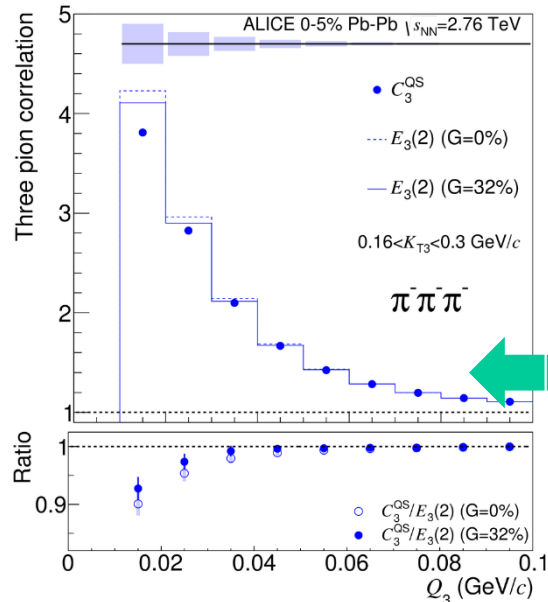 5
ALICE 0-5% Pb-Pb \sNN=2.76 TeV
C3QS
4
E3(2) (G=0%)
E3(2) (G=32%)
3
0.16<KT3<0.3 GeV/c
π-π-π-
2
1
Three pion correlation
1
0.9
Ratio
C3QS/E3(2) (G=0%)
C3QS/E3(2) (G=32%)
0 0.02 0.04 0.06 0.08 0.1
Q3 (GeV/c)